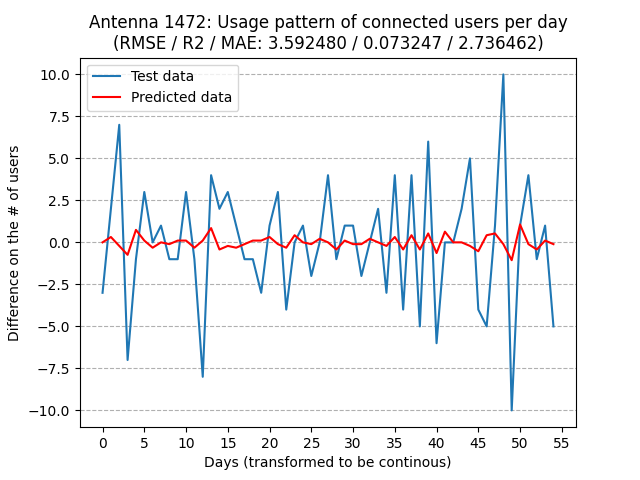 Antenna 1472: Usage pattern of connected users per day
(RMSE / R2 / MAE: 3.592480 / 0.073247 / 2.736462)
Test data
Predicted data
Difference on the # of users
10.0
7.5
5.0
2.5
0.0
−2.5
−5.0
−7.5
−10.0
0 5 10 15 20 25 30 35 40 45 50 55
Days (transformed to be continous)